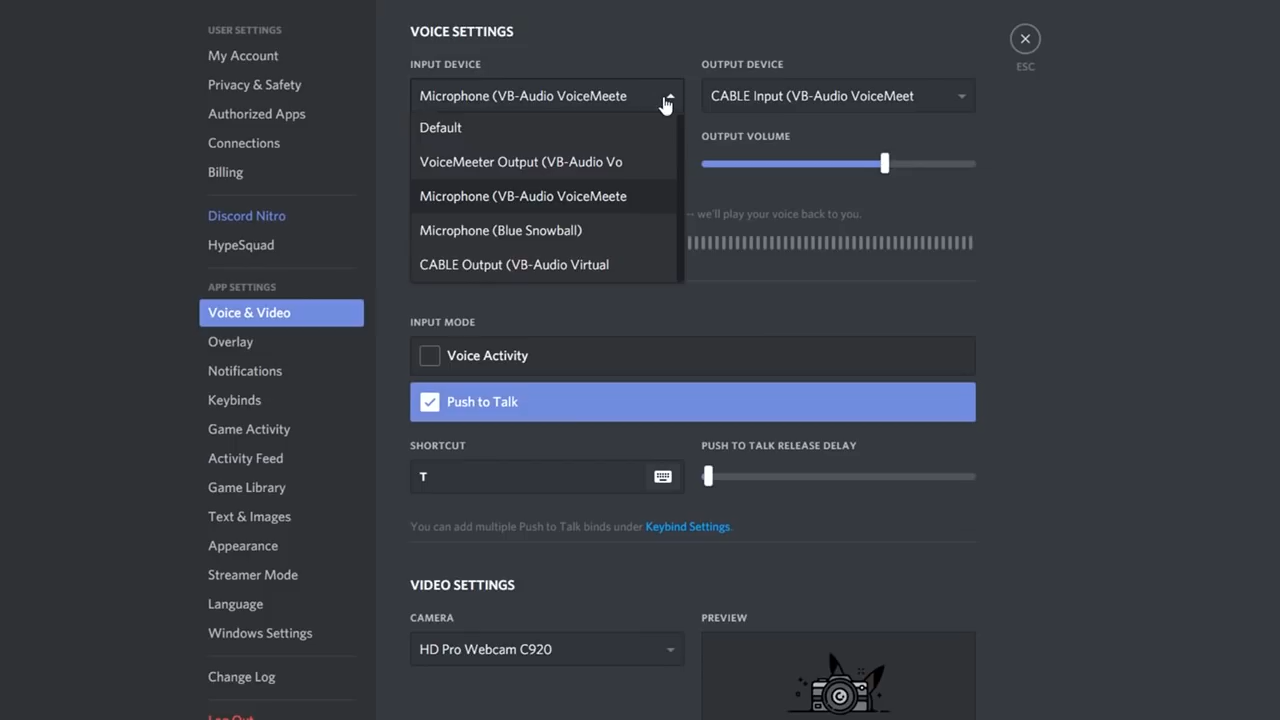 USER SETTINGS
My Account
Privacy & Safety
Authorized Apps
Connections
Billing
Discord Nitro
HypeSquad
APP SETTINGS
Voice & Video
Overlay
Notifications
Keybinds
Game Activity
Activity Feed
Game Library
Text & Images
Appearance
Streamer Mode
Language
Windows Settings
Change Log
Log Out
VOICE SETTINGS
ESC
INPUT DEVICE
Microphone (VB-Audio VoiceMeete
Default
VoiceMeeter Output (VB-Audio Vo
Microphone (VB-Audio VoiceMeete
Microphone (Blue Snowball)
CABLE Output (VB-Audio Virtual
OUTPUT DEVICE
CABLE Input (VB-Audio VoiceMeet
OUTPUT VOLUME
-- we'll play your voice back to you.
INPUT MODE
Voice Activity
Push to Talk
SHORTCUT
T
PUSH TO TALK RELEASE DELAY
You can add multiple Push to Talk binds under Keybind Settings.
VIDEO SETTINGS
CAMERA
HD Pro Webcam C920
PREVIEW